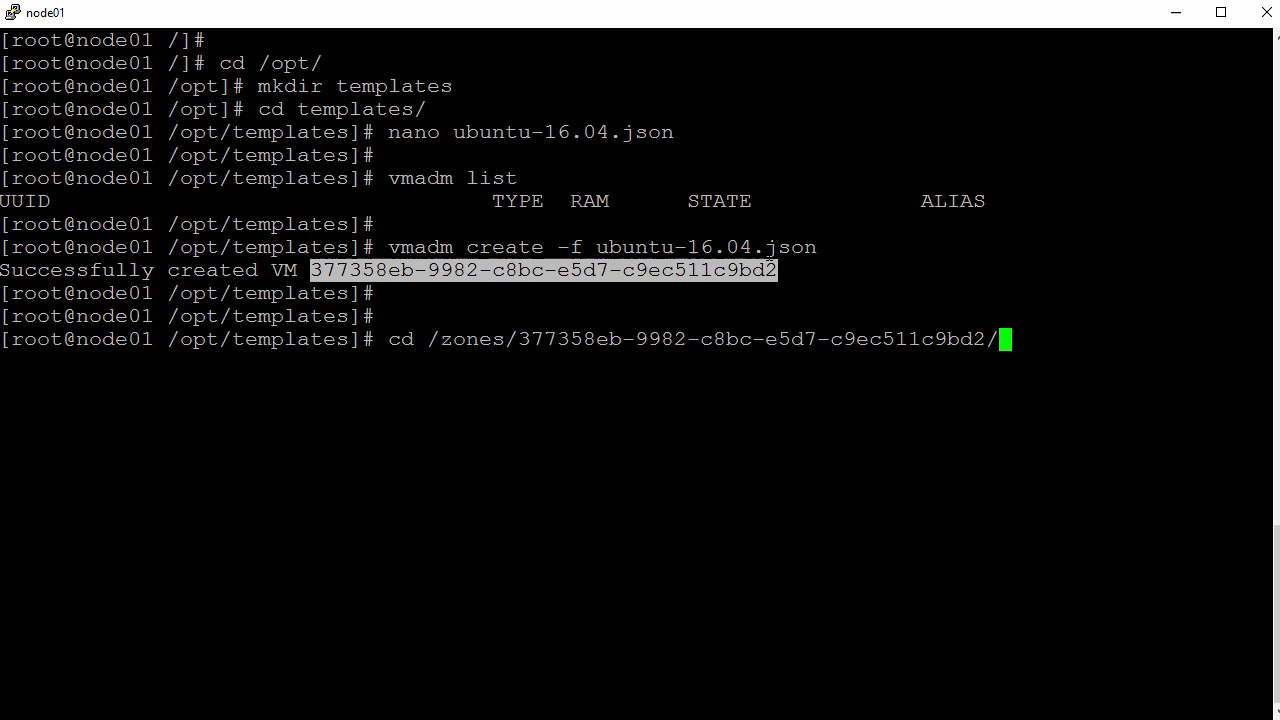 node01
[root@node01 /]#
[root@node01 /]# cd /opt/
[root@node01 /opt]# mkdir templates
[root@node01 /opt]# cd templates/
[root@node01 /opt/templates]# nano ubuntu-16.04.json
[root@node01 /opt/templates]#
[root@node01 /opt/templates]# vmadm list
UUID TYPE RAM STATE ALIAS
[root@node01 /opt/templates]#
[root@node01 /opt/templates]# vmadm create -f ubuntu-16.04.json
Successfully created VM 377358eb-9982-c8bc-e5d7-c9ec511c9bd2
[root@node01 /opt/templates]#
[root@node01 /opt/templates]#
[root@node01 /opt/templates]# cd /zones/377358eb-9982-c8bc-e5d7-c9ec511c9bd2/